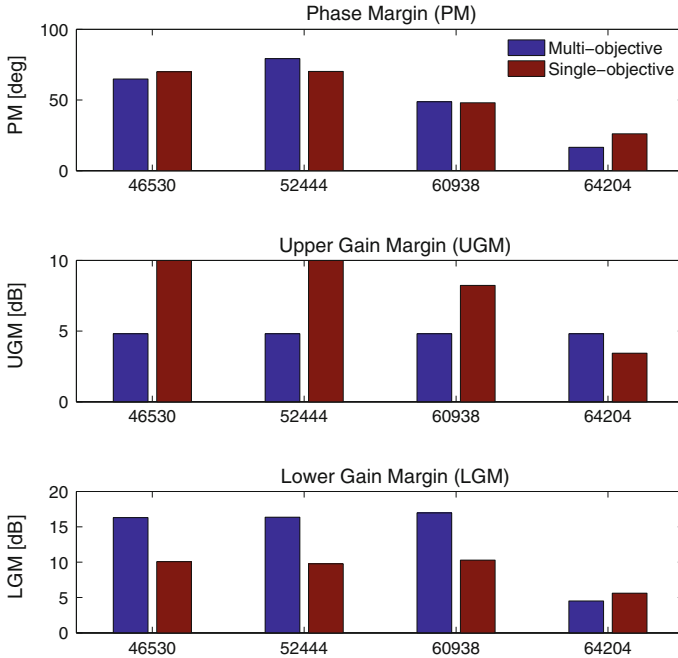 Phase Margin (PM)
100
50
0
PM [deg]
Multi-objective
Single-objective
46530 52444 60938 64204
Upper Gain Margin (UGM)
10
5
0
UGM [dB]
46530 52444 60938 64204
Lower Gain Margin (LGM)
20
15
10
5
0
LGM [dB]
46530 52444 60938 64204